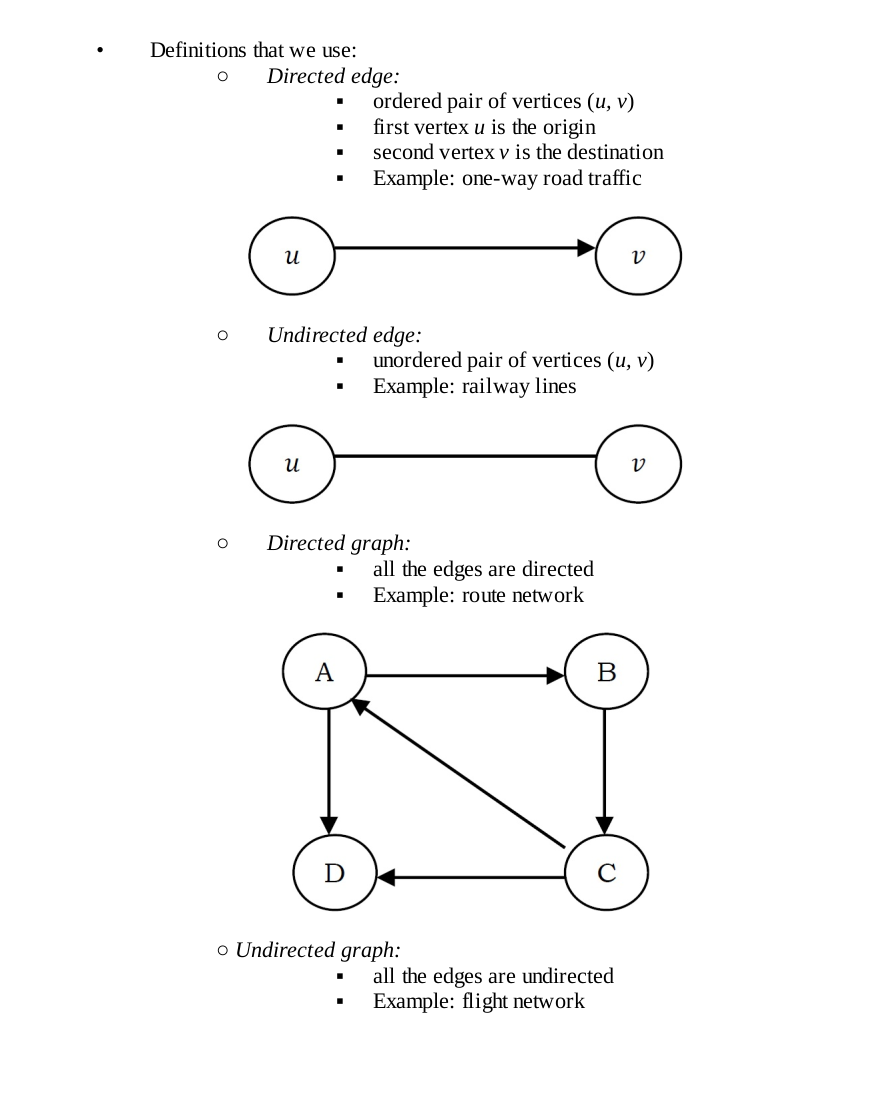 • Definitions that we use:
○ Directed edge:
▪ ordered pair of vertices (u, v)
▪ first vertex u is the origin
▪ second vertex v is the destination
▪ Example: one-way road traffic
u v
○ Undirected edge:
▪ unordered pair of vertices (u, v)
▪ Example: railway lines
u v
○ Directed graph:
▪ all the edges are directed
▪ Example: route network
A B
D C
○ Undirected graph:
▪ all the edges are undirected
▪ Example: flight network